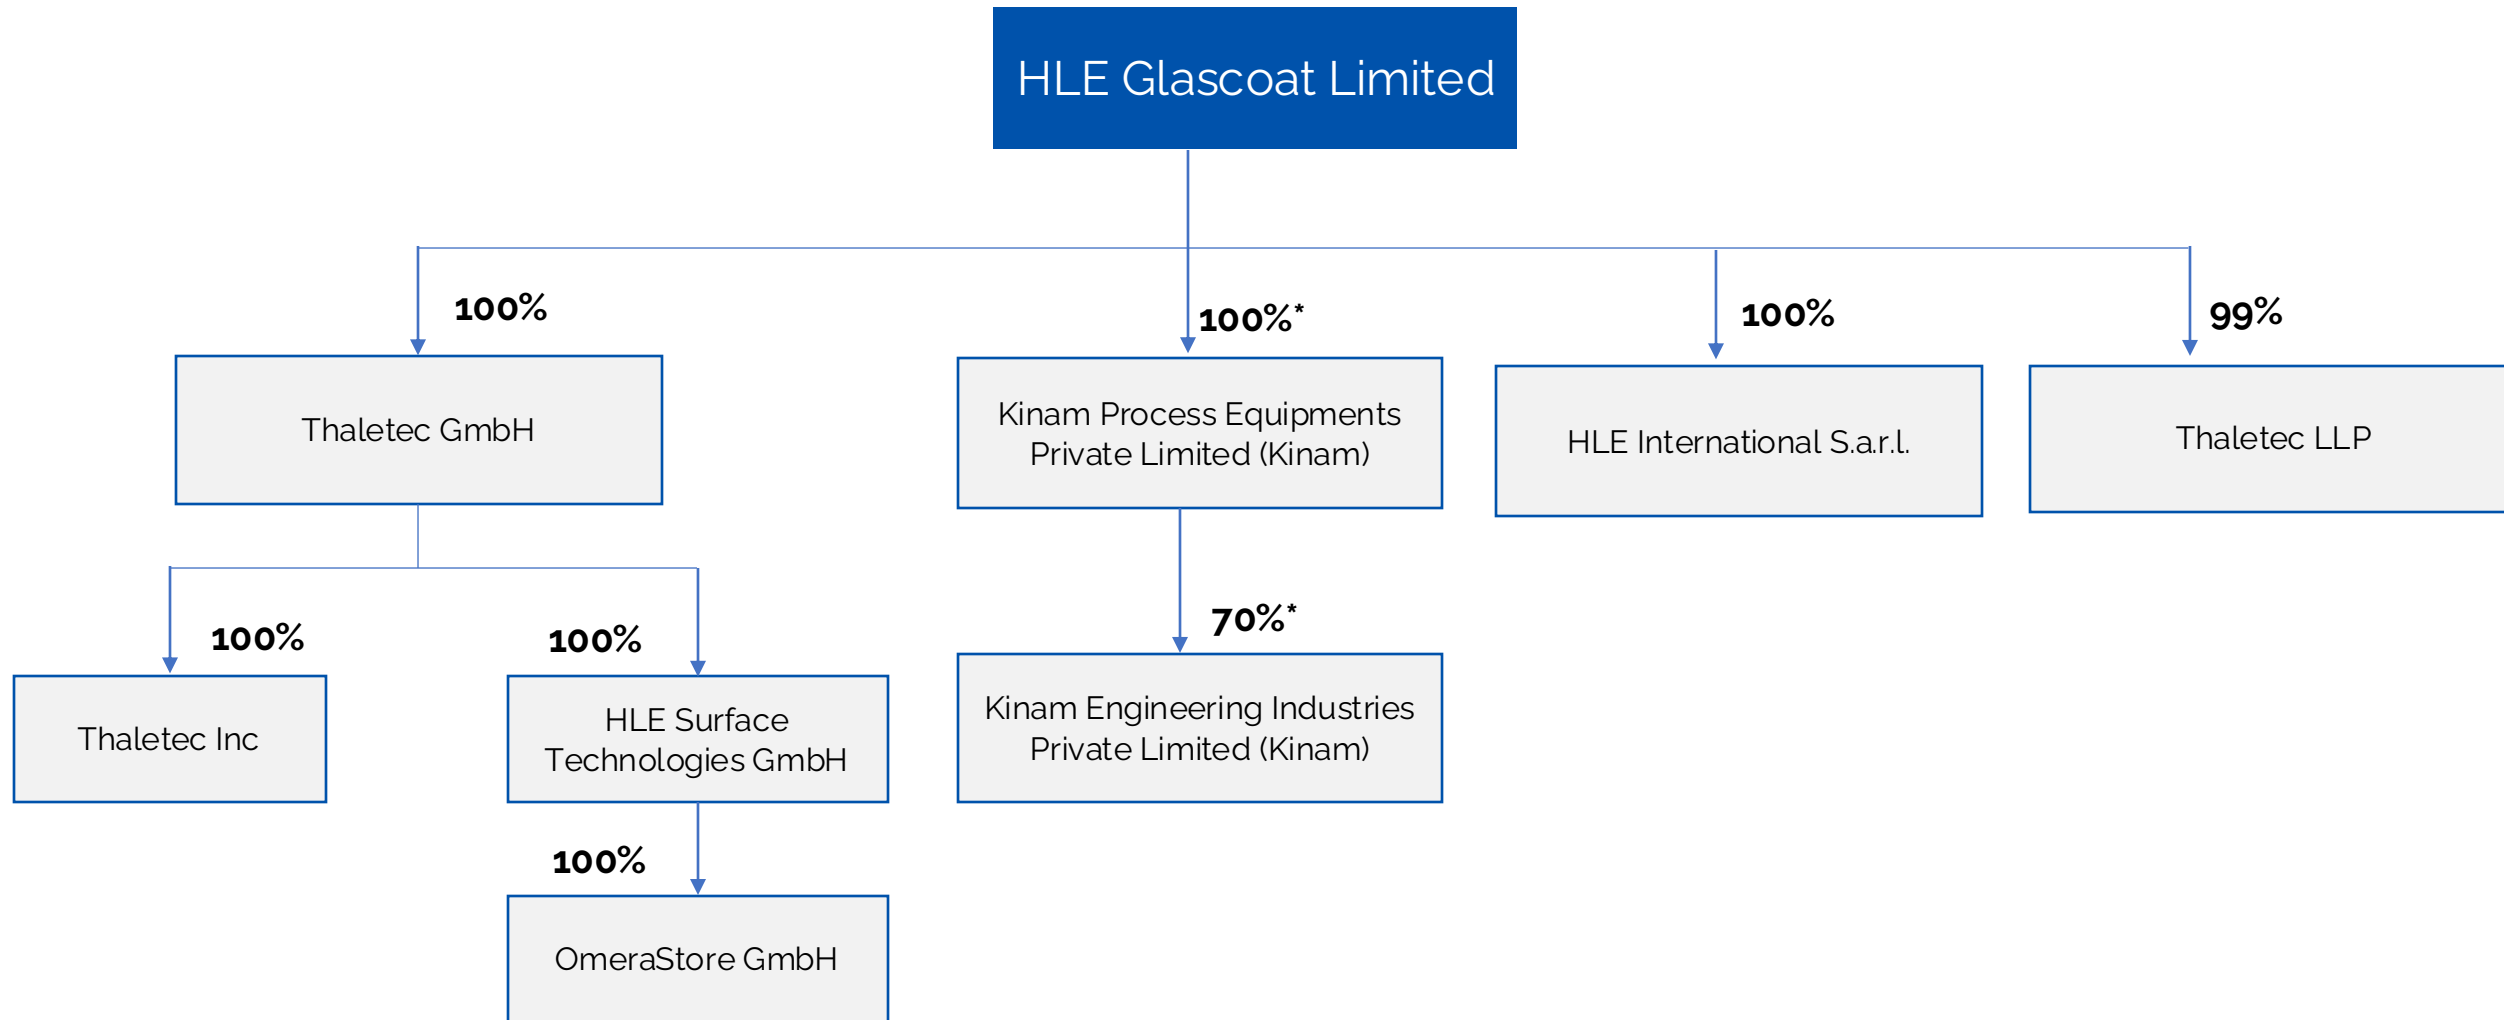 HLE Glascoat Limited
100%
100%*
100%
99%
Thaletec GmbH
Kinam Process Equipments
Private Limited (Kinam)
HLE International S.a.r.l.
Thaletec LLP
100%
100%
70%*
Thaletec Inc
HLE Surface
Technologies GmbH
Kinam Engineering Industries
Private Limited (Kinam)
100%
OmeraStore GmbH